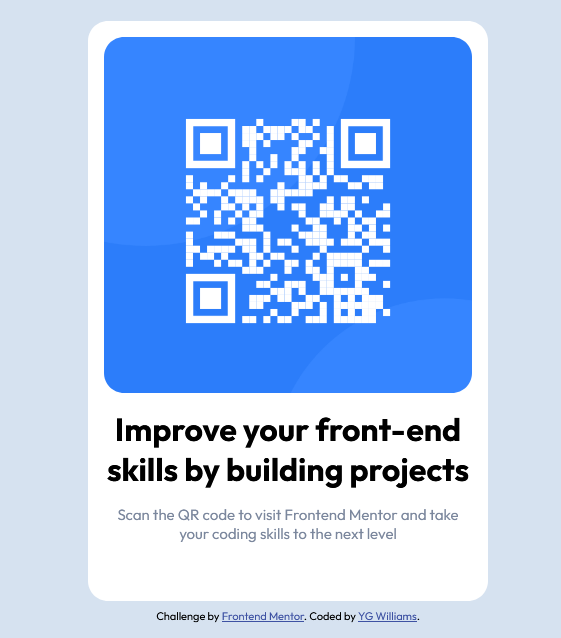 Improve your front-end
skills by building projects
Scan the QR code to visit Frontend Mentor and take
your coding skills to the next level
Challenge by Frontend Mentor. Coded by YG Williams.